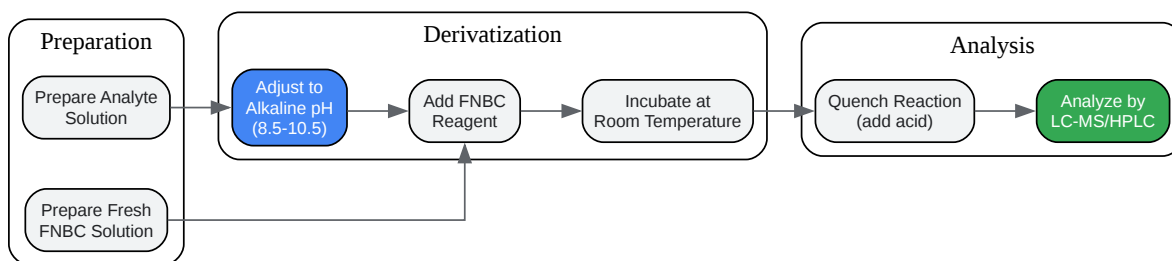 Preparation
Prepare Analyte
Solution
Prepare Fresh
FNBC Solution
Derivatization
Adjust to
Alkaline pH
(8.5-10.5)
Add FNBC
Reagent
Incubate at
Room Temperature
Analysis
Quench Reaction
(add acid)
Analyze by
LC-MS/HPLC